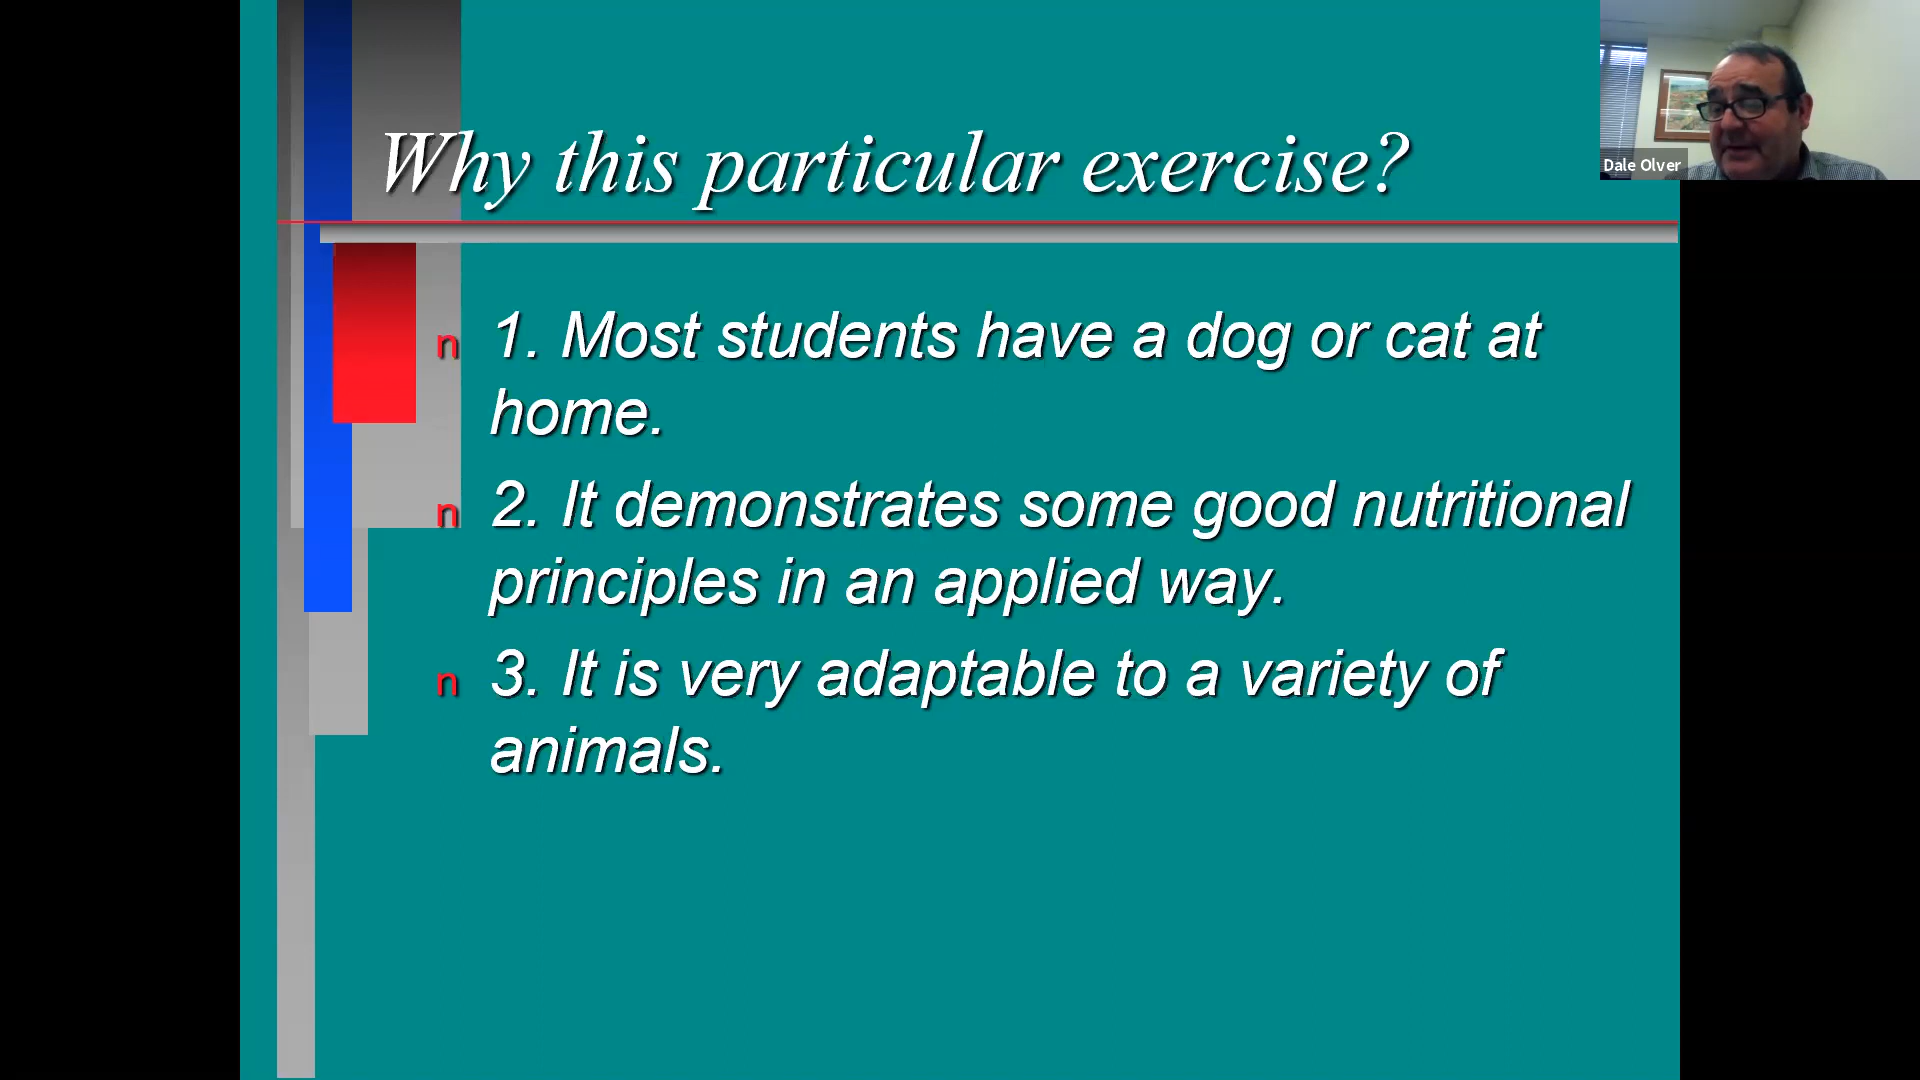 Why this particular exercise?
n 1. Most students have a dog or cat at
home.
n 2. It demonstrates some good nutritional
principles in an applied way.
n 3. It is very adaptable to a variety of
animals.
Dale Olver